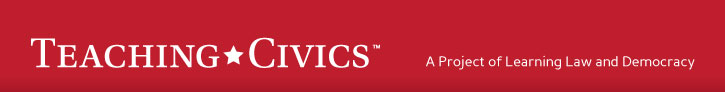 TEACHING★CIVICS™ A Project of Learning Law and Democracy